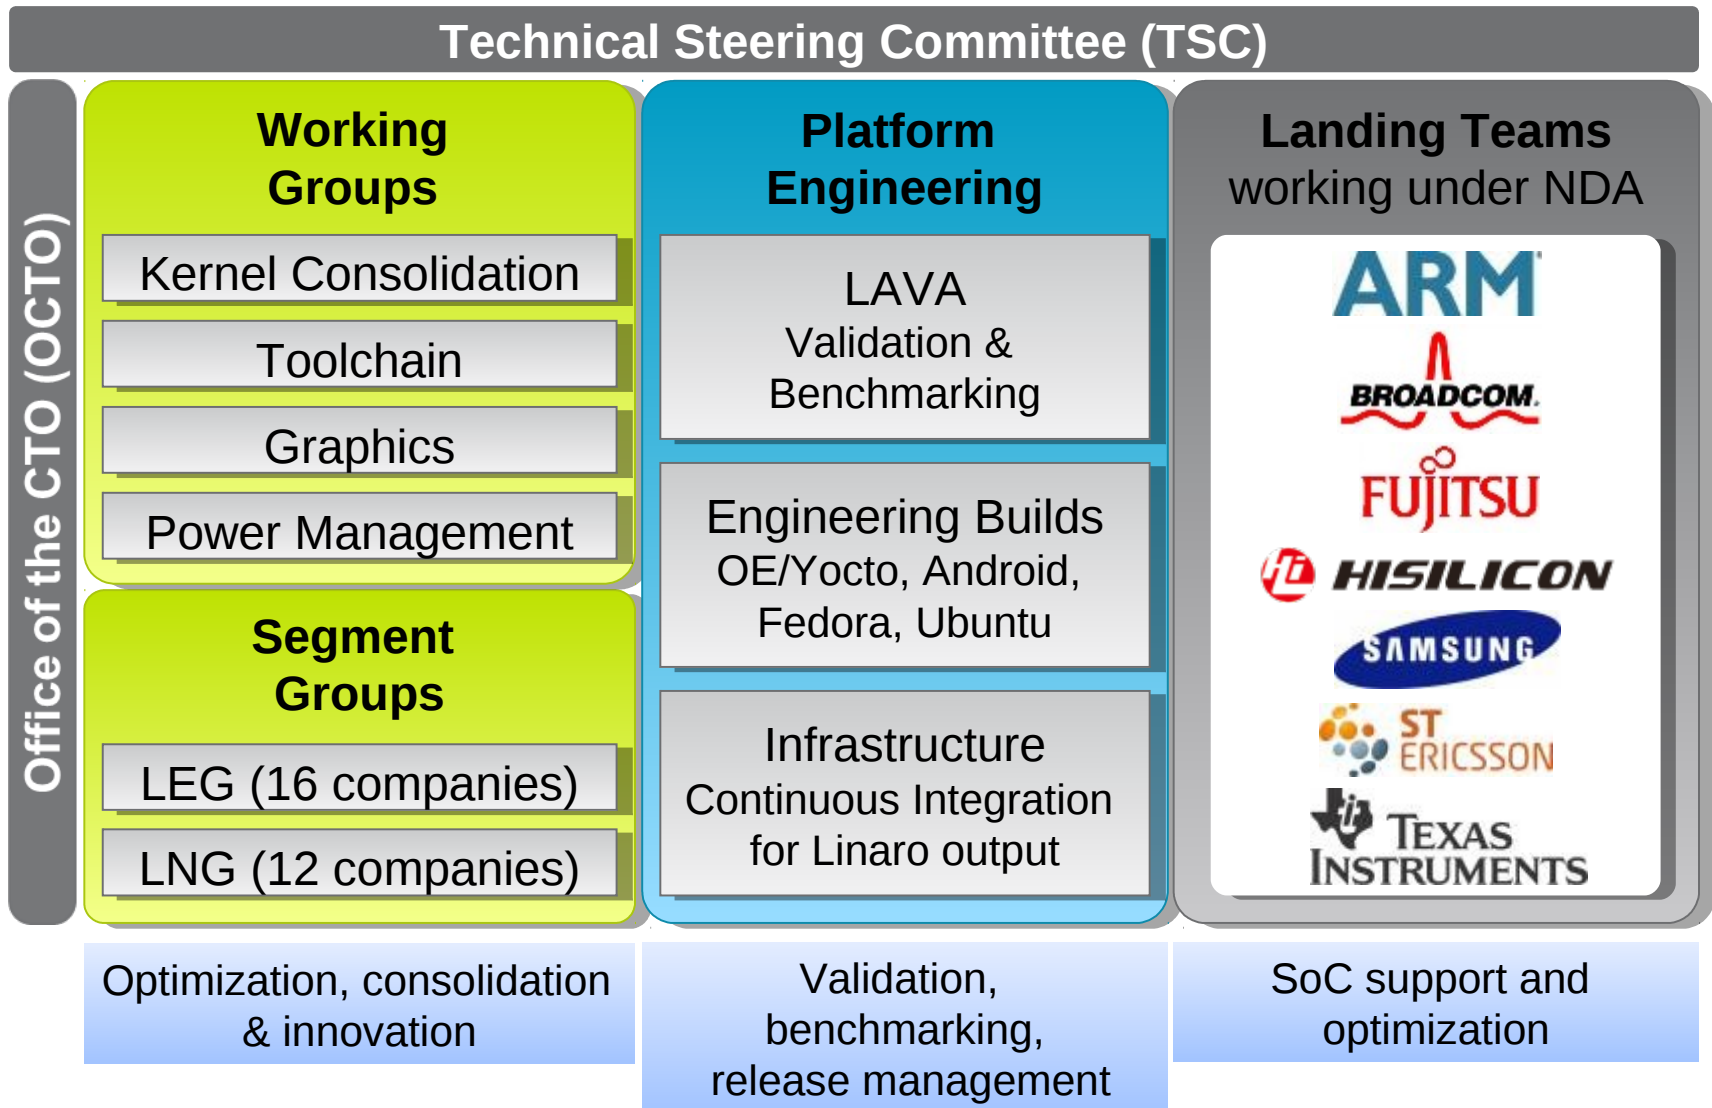 Technical Steering Committee (TSC)
Office of the CTO (OCTO)
Working
Groups
Kernel Consolidation
Toolchain
Graphics
Power Management
Segment
Groups
LEG (16 companies)
LNG (12 companies)
Optimization, consolidation
& innovation
Platform
Engineering
LAVA
Validation &
Benchmarking
Engineering Builds
OE/Yocto, Android,
Fedora, Ubuntu
Infrastructure
Continuous Integration
for Linaro output
Validation,
benchmarking,
release management
Landing Teams
working under NDA
ARM
BROADCOM.
FUJITSU
Hi HISILICON
SAMSUNG
ST
ERICSSON
TEXAS
INSTRUMENTS
SoC support and
optimization